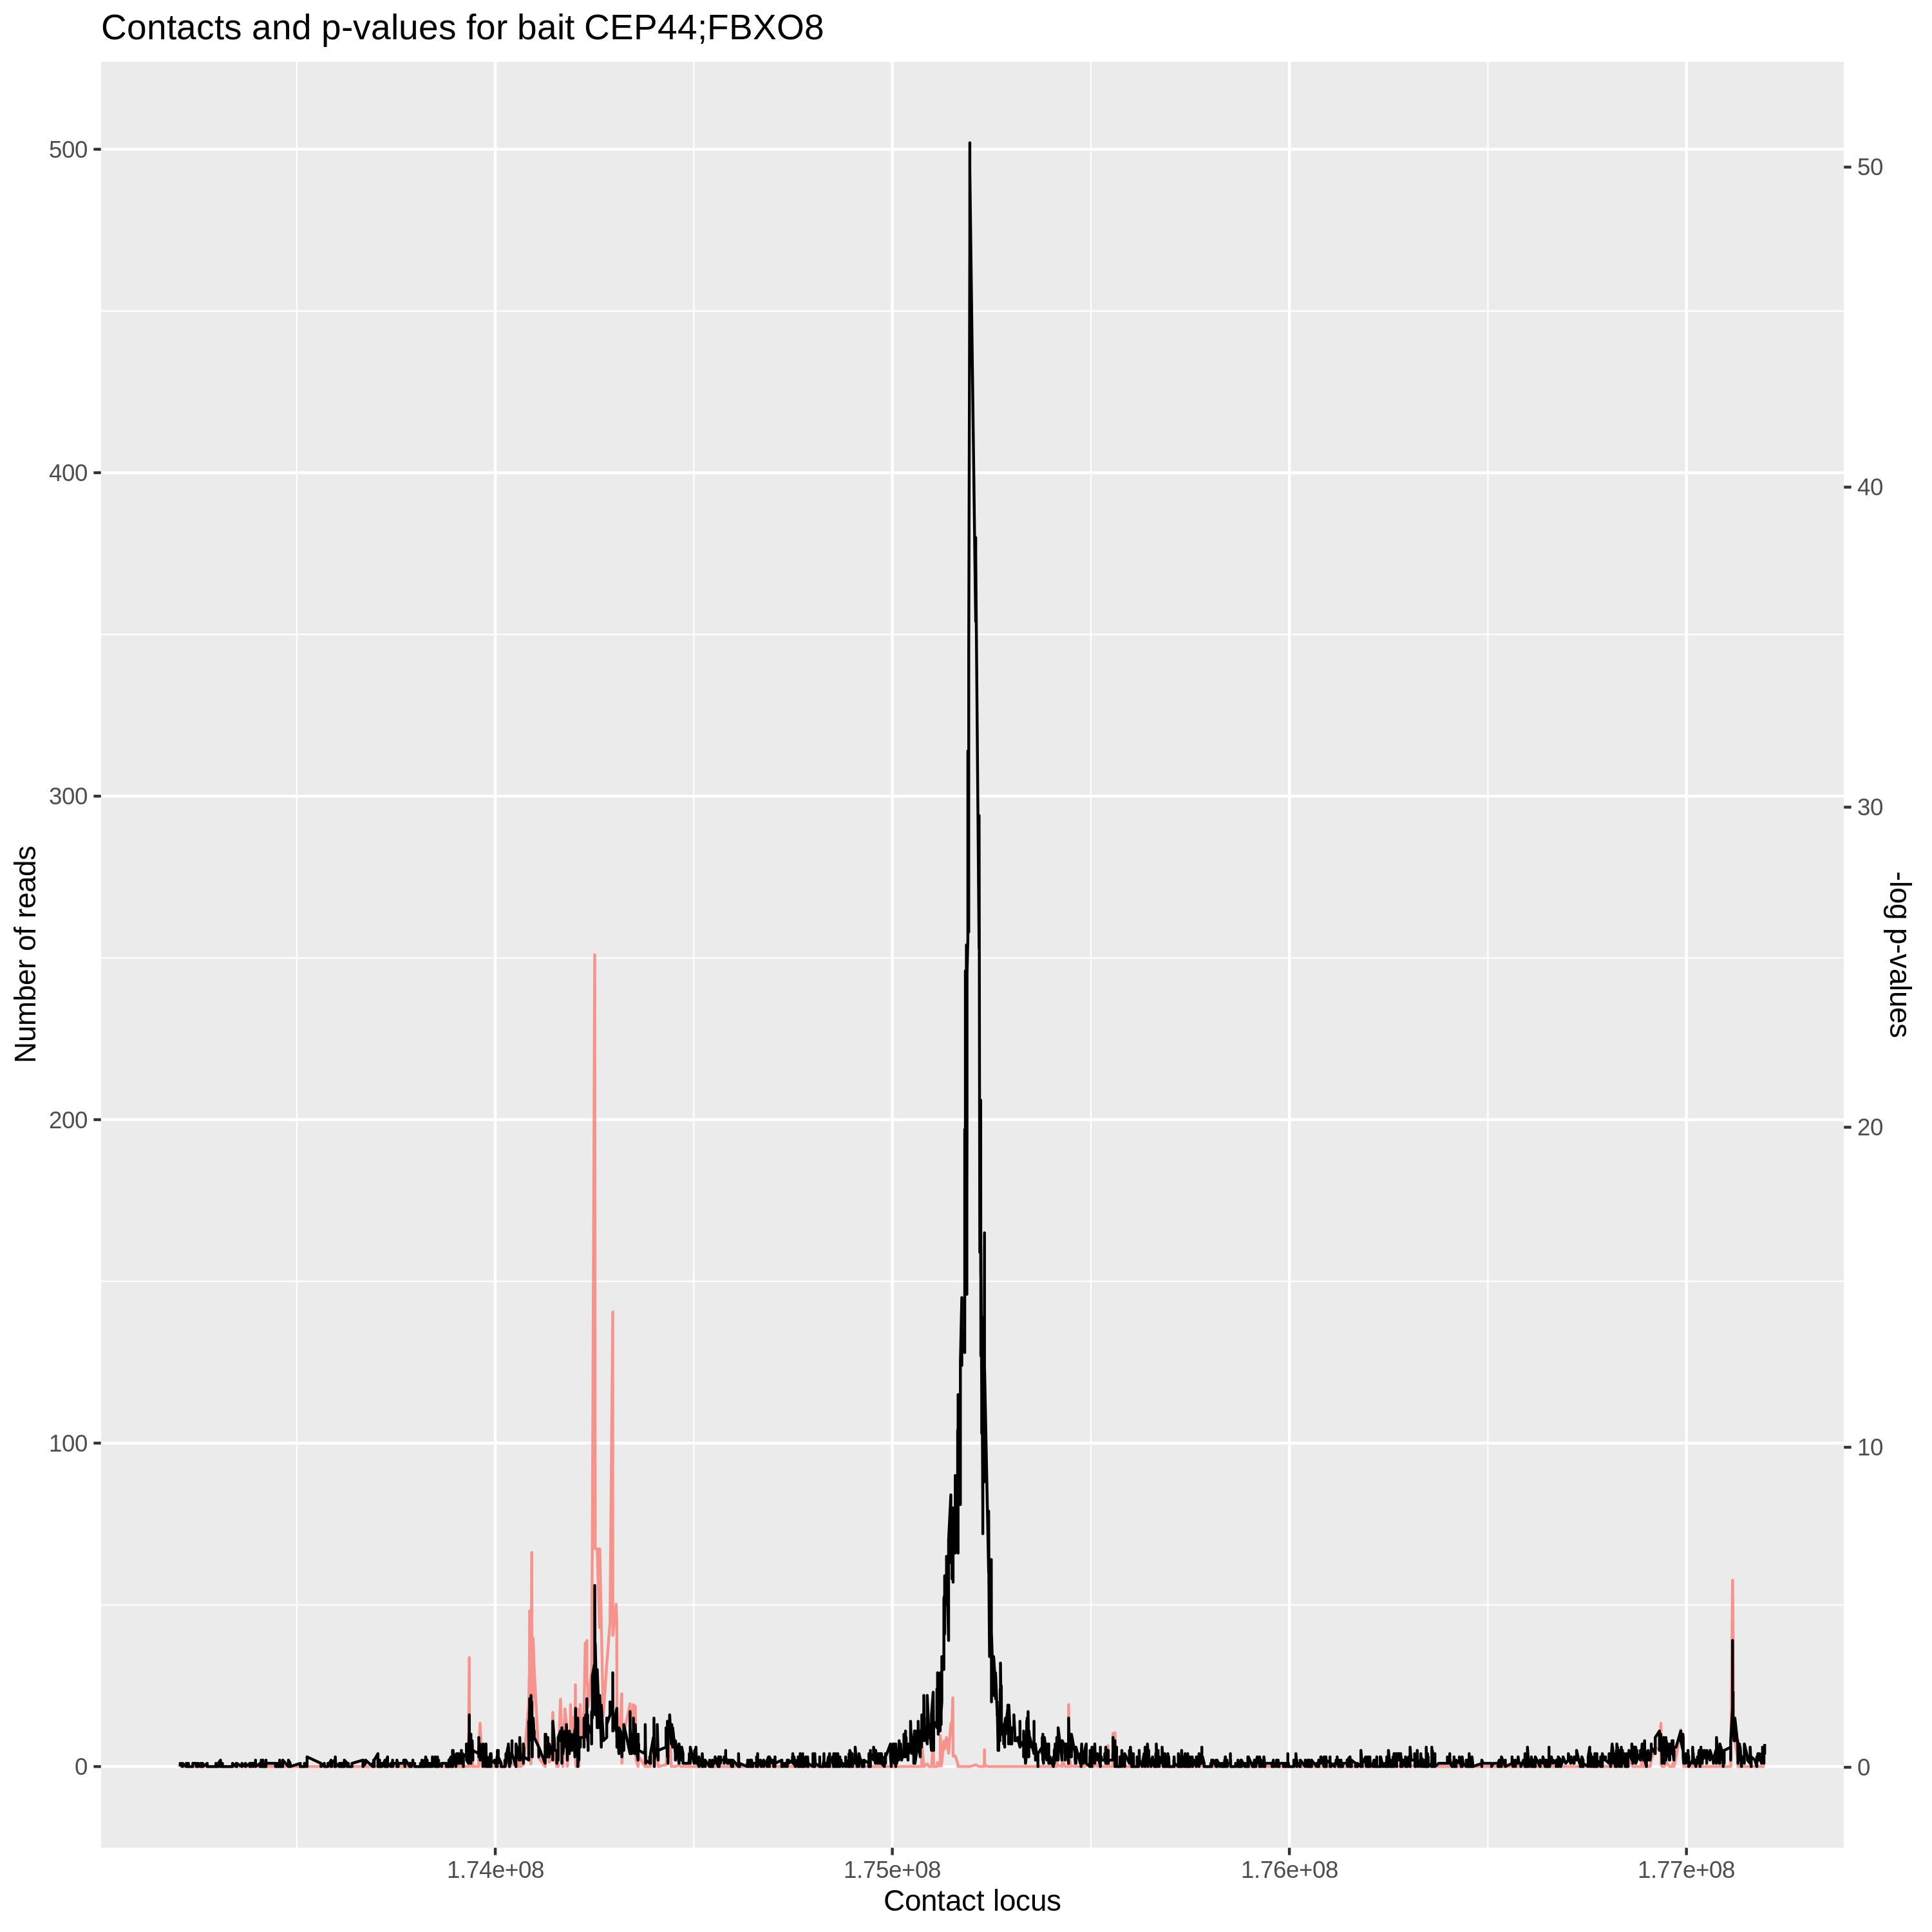 Contacts and p-values for bait CEP44;FBXO8
500
400
300
200
100
0
Number of reads
50
40
30
20
10
0
-log p-values
1.74e+08
1.75e+08
1.76e+08
1.77e+08
Contact locus